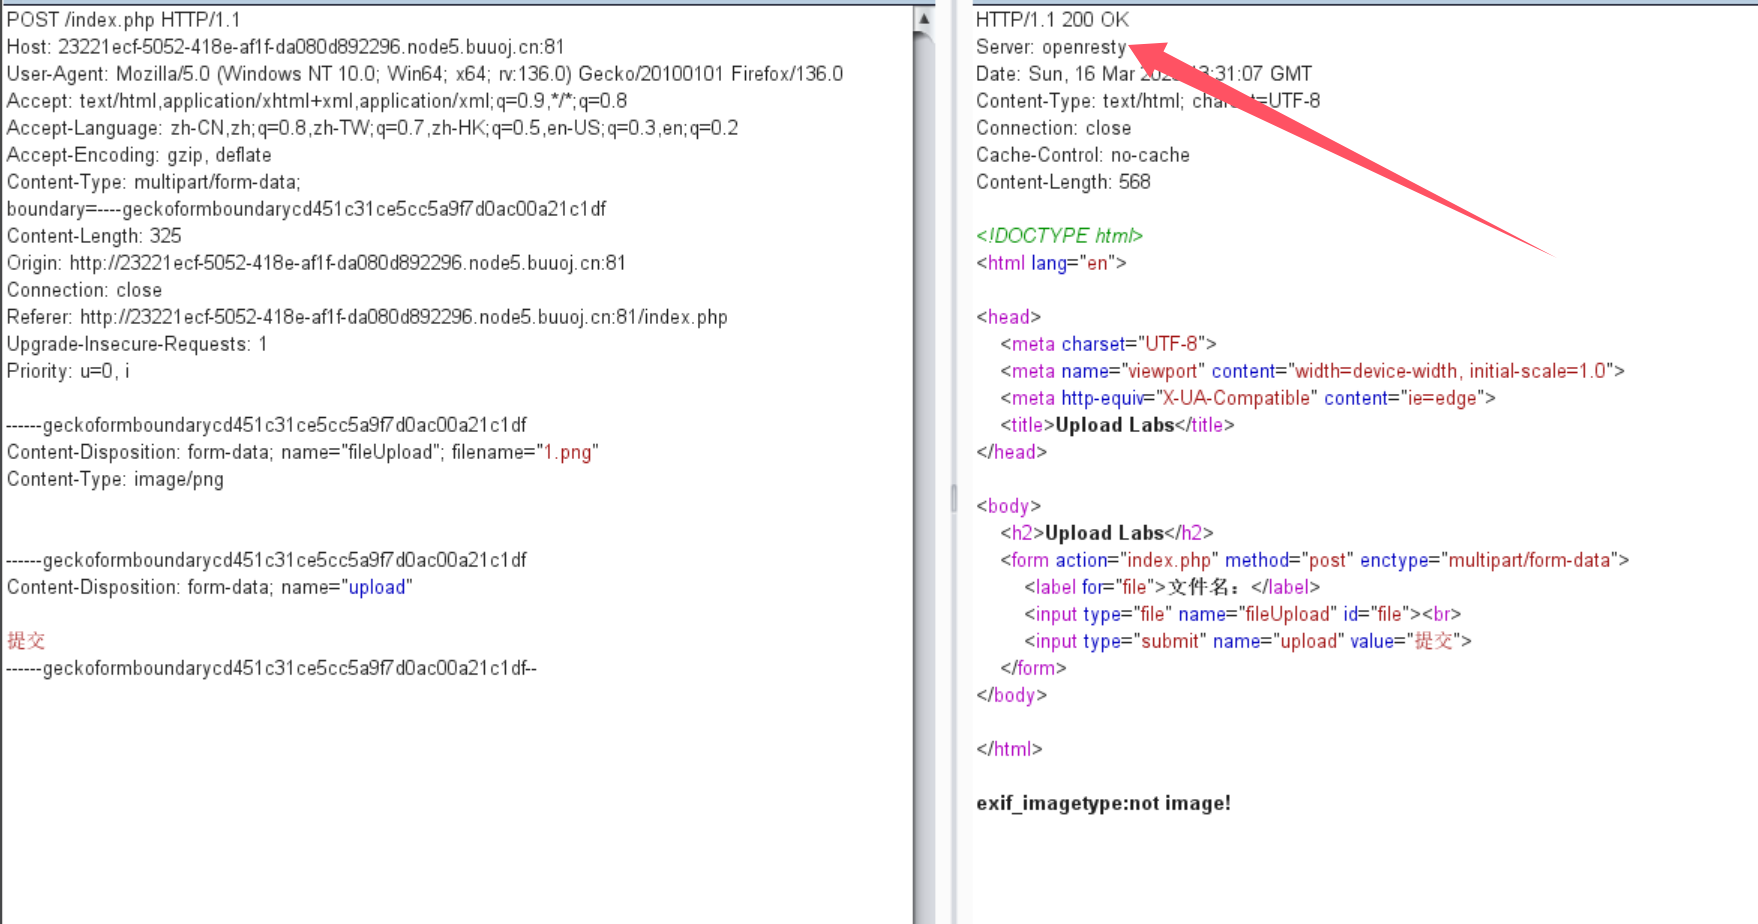 POST /index.php HTTP/1.1
Host: 23221ecf-5052-418e-af1f-da080d892296.node5.buuoj.cn:81
User-Agent: Mozilla/5.0 (Windows NT 10.0; Win64; x64; rv:136.0) Gecko/20100101 Firefox/136.0
Accept: text/html,application/xhtml+xml,application/xml;q=0.9,*/*;q=0.8
Accept-Language: zh-CN,zh;q=0.8,zh-TW;q=0.7,zh-HK;q=0.5,en-US;q=0.3,en;q=0.2
Accept-Encoding: gzip, deflate
Content-Type: multipart/form-data;
boundary=----geckoformboundarycd451c31ce5cc5a9f7d0ac00a21c1df
Content-Length: 325
Origin: http://23221ecf-5052-418e-af1f-da080d892296.node5.buuoj.cn:81
Connection: close
Referer: http://23221ecf-5052-418e-af1f-da080d892296.node5.buuoj.cn:81/index.php
Upgrade-Insecure-Requests: 1
Priority: u=0, i
------geckoformboundarycd451c31ce5cc5a9f7d0ac00a21c1df
Content-Disposition: form-data; name="fileUpload"; filename="1.png"
Content-Type: image/png
------geckoformboundarycd451c31ce5cc5a9f7d0ac00a21c1df
Content-Disposition: form-data; name="upload"
提交
------geckoformboundarycd451c31ce5cc5a9f7d0ac00a21c1df--
HTTP/1.1 200 OK
Server: openresty
Date: Sun, 16 Mar :31:07 GMT
Content-Type: text/html; charset=UTF-8
Connection: close
Cache-Control: no-cache
Content-Length: 568
<!DOCTYPE html>
<html lang="en">
<head>
<meta charset="UTF-8">
<meta name="viewport" content="width=device-width, initial-scale=1.0">
<meta http-equiv="X-UA-Compatible" content="ie=edge">
<title>Upload Labs</title>
</head>
<body>
<h2>Upload Labs</h2>
<form action="index.php" method="post" enctype="multipart/form-data">
<label for="file">文件名：</label>
<input type="file" name="fileUpload" id="file"><br>
<input type="submit" name="upload" value="提交">
</form>
</body>
</html>
exif_imagetype:not image!